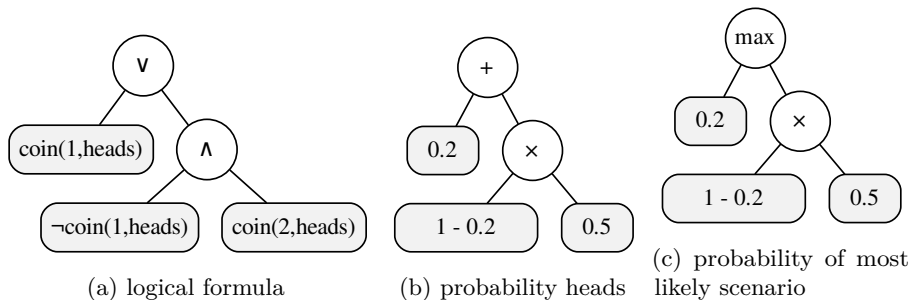 ∨
coin(1,heads)
∧
¬coin(1,heads)
coin(2,heads)
(a) logical formula
+
0.2
×
1 - 0.2
0.5
(b) probability heads
max
0.2
×
1 - 0.2
0.5
(c) probability of most
likely scenario